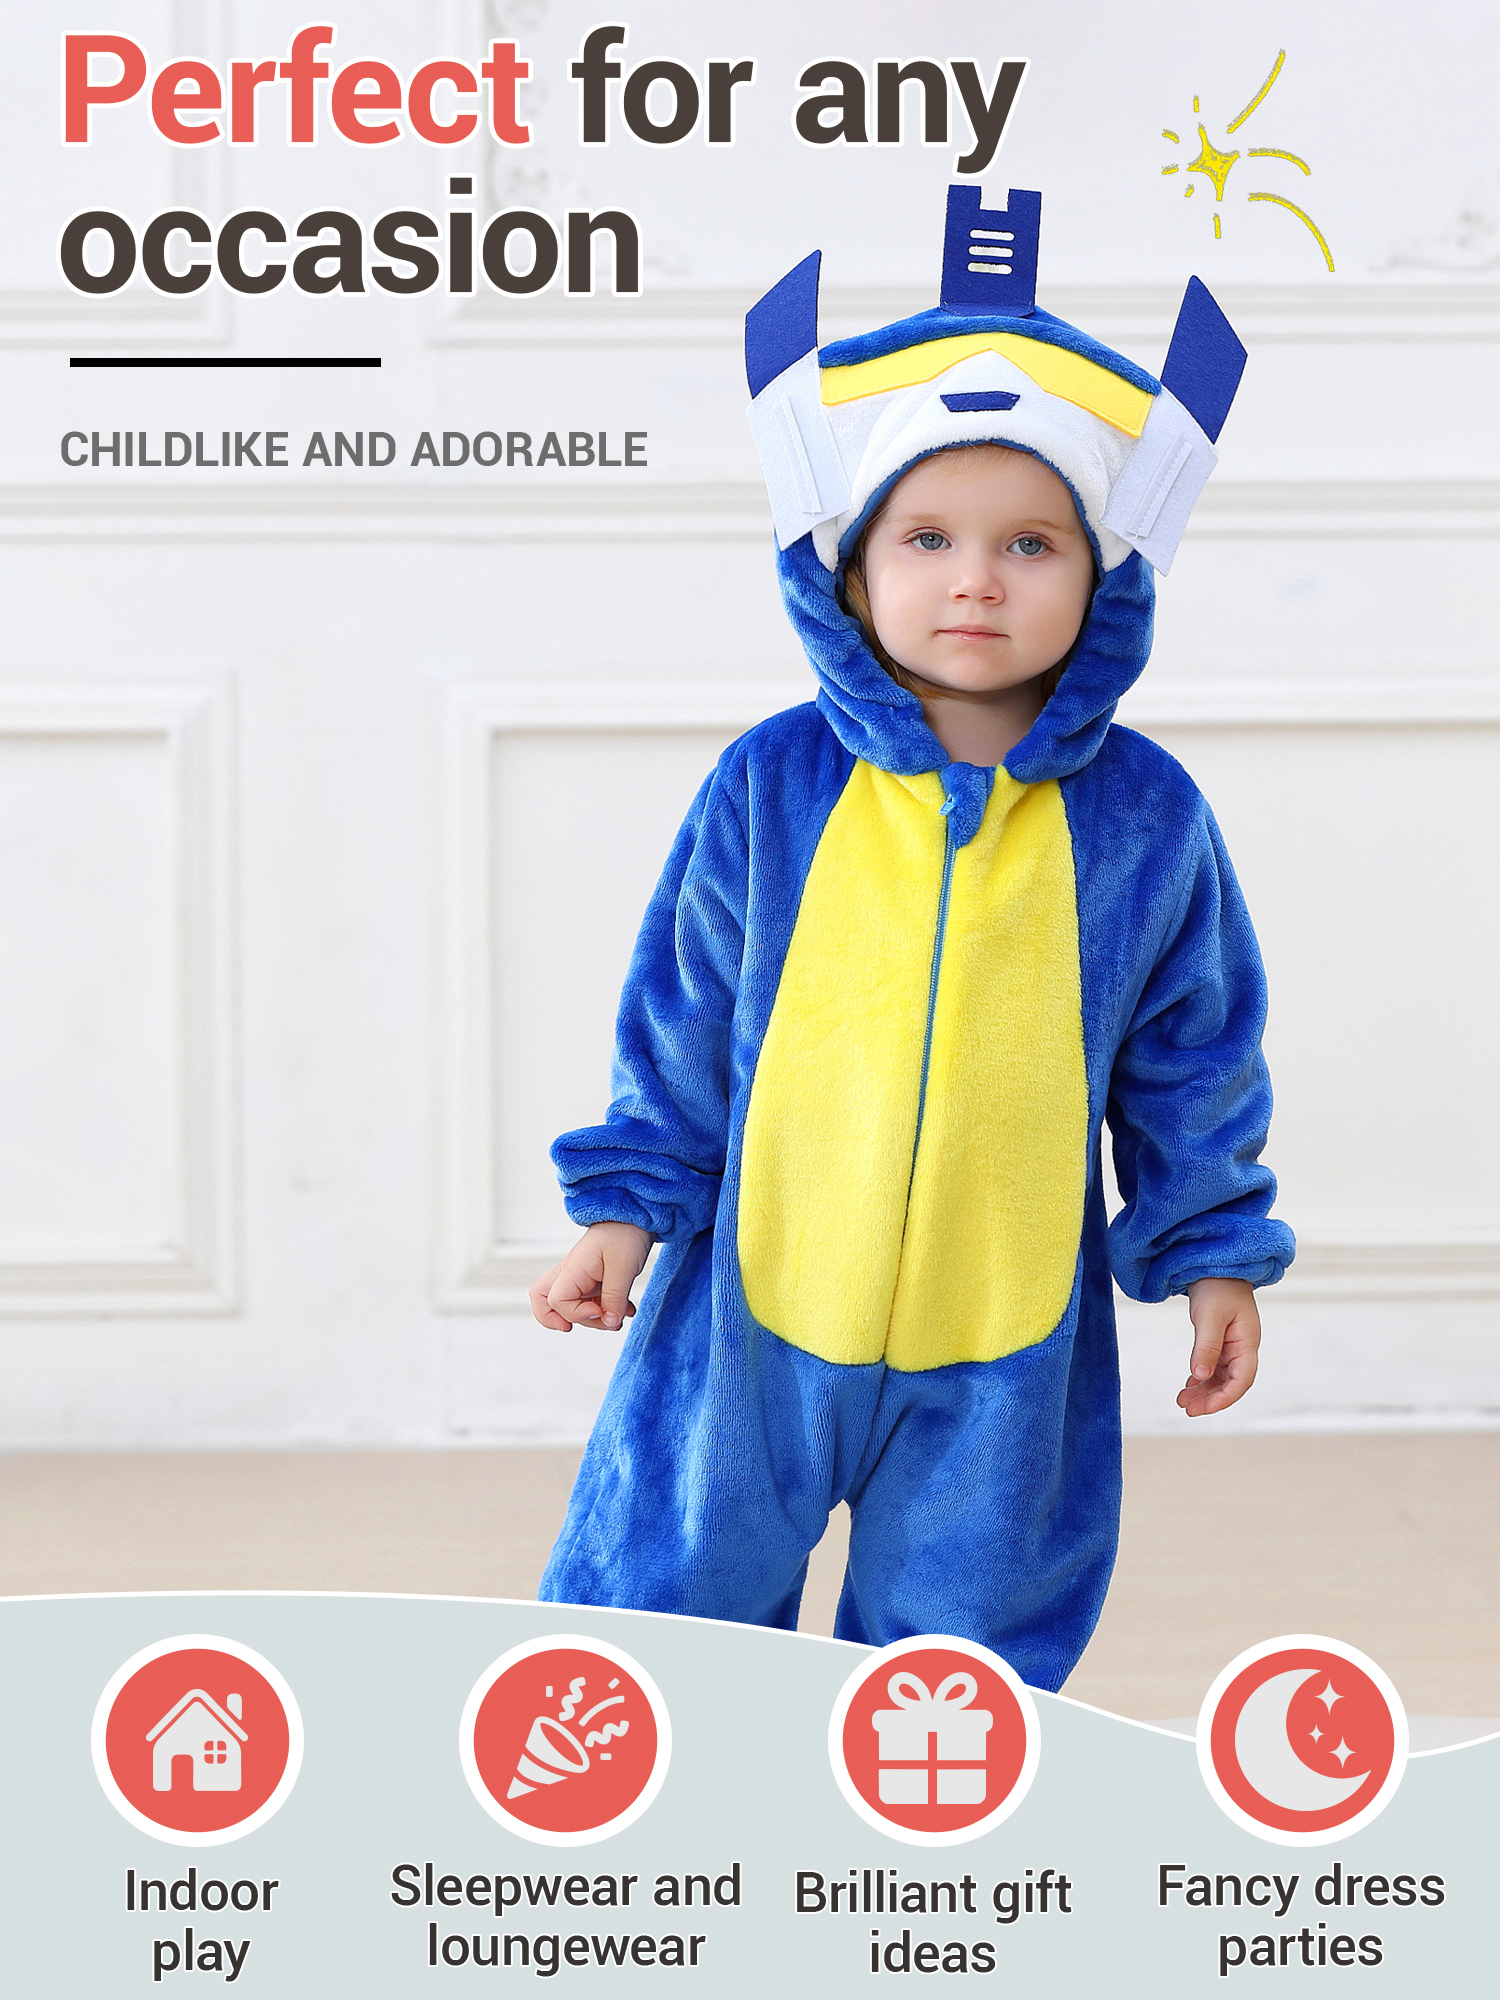 Perfect for any
occasion
CHILDLIKE AND ADORABLE
Indoor
play
Sleepwear and
loungewear
Brilliant gift
ideas
Fancy dress
parties